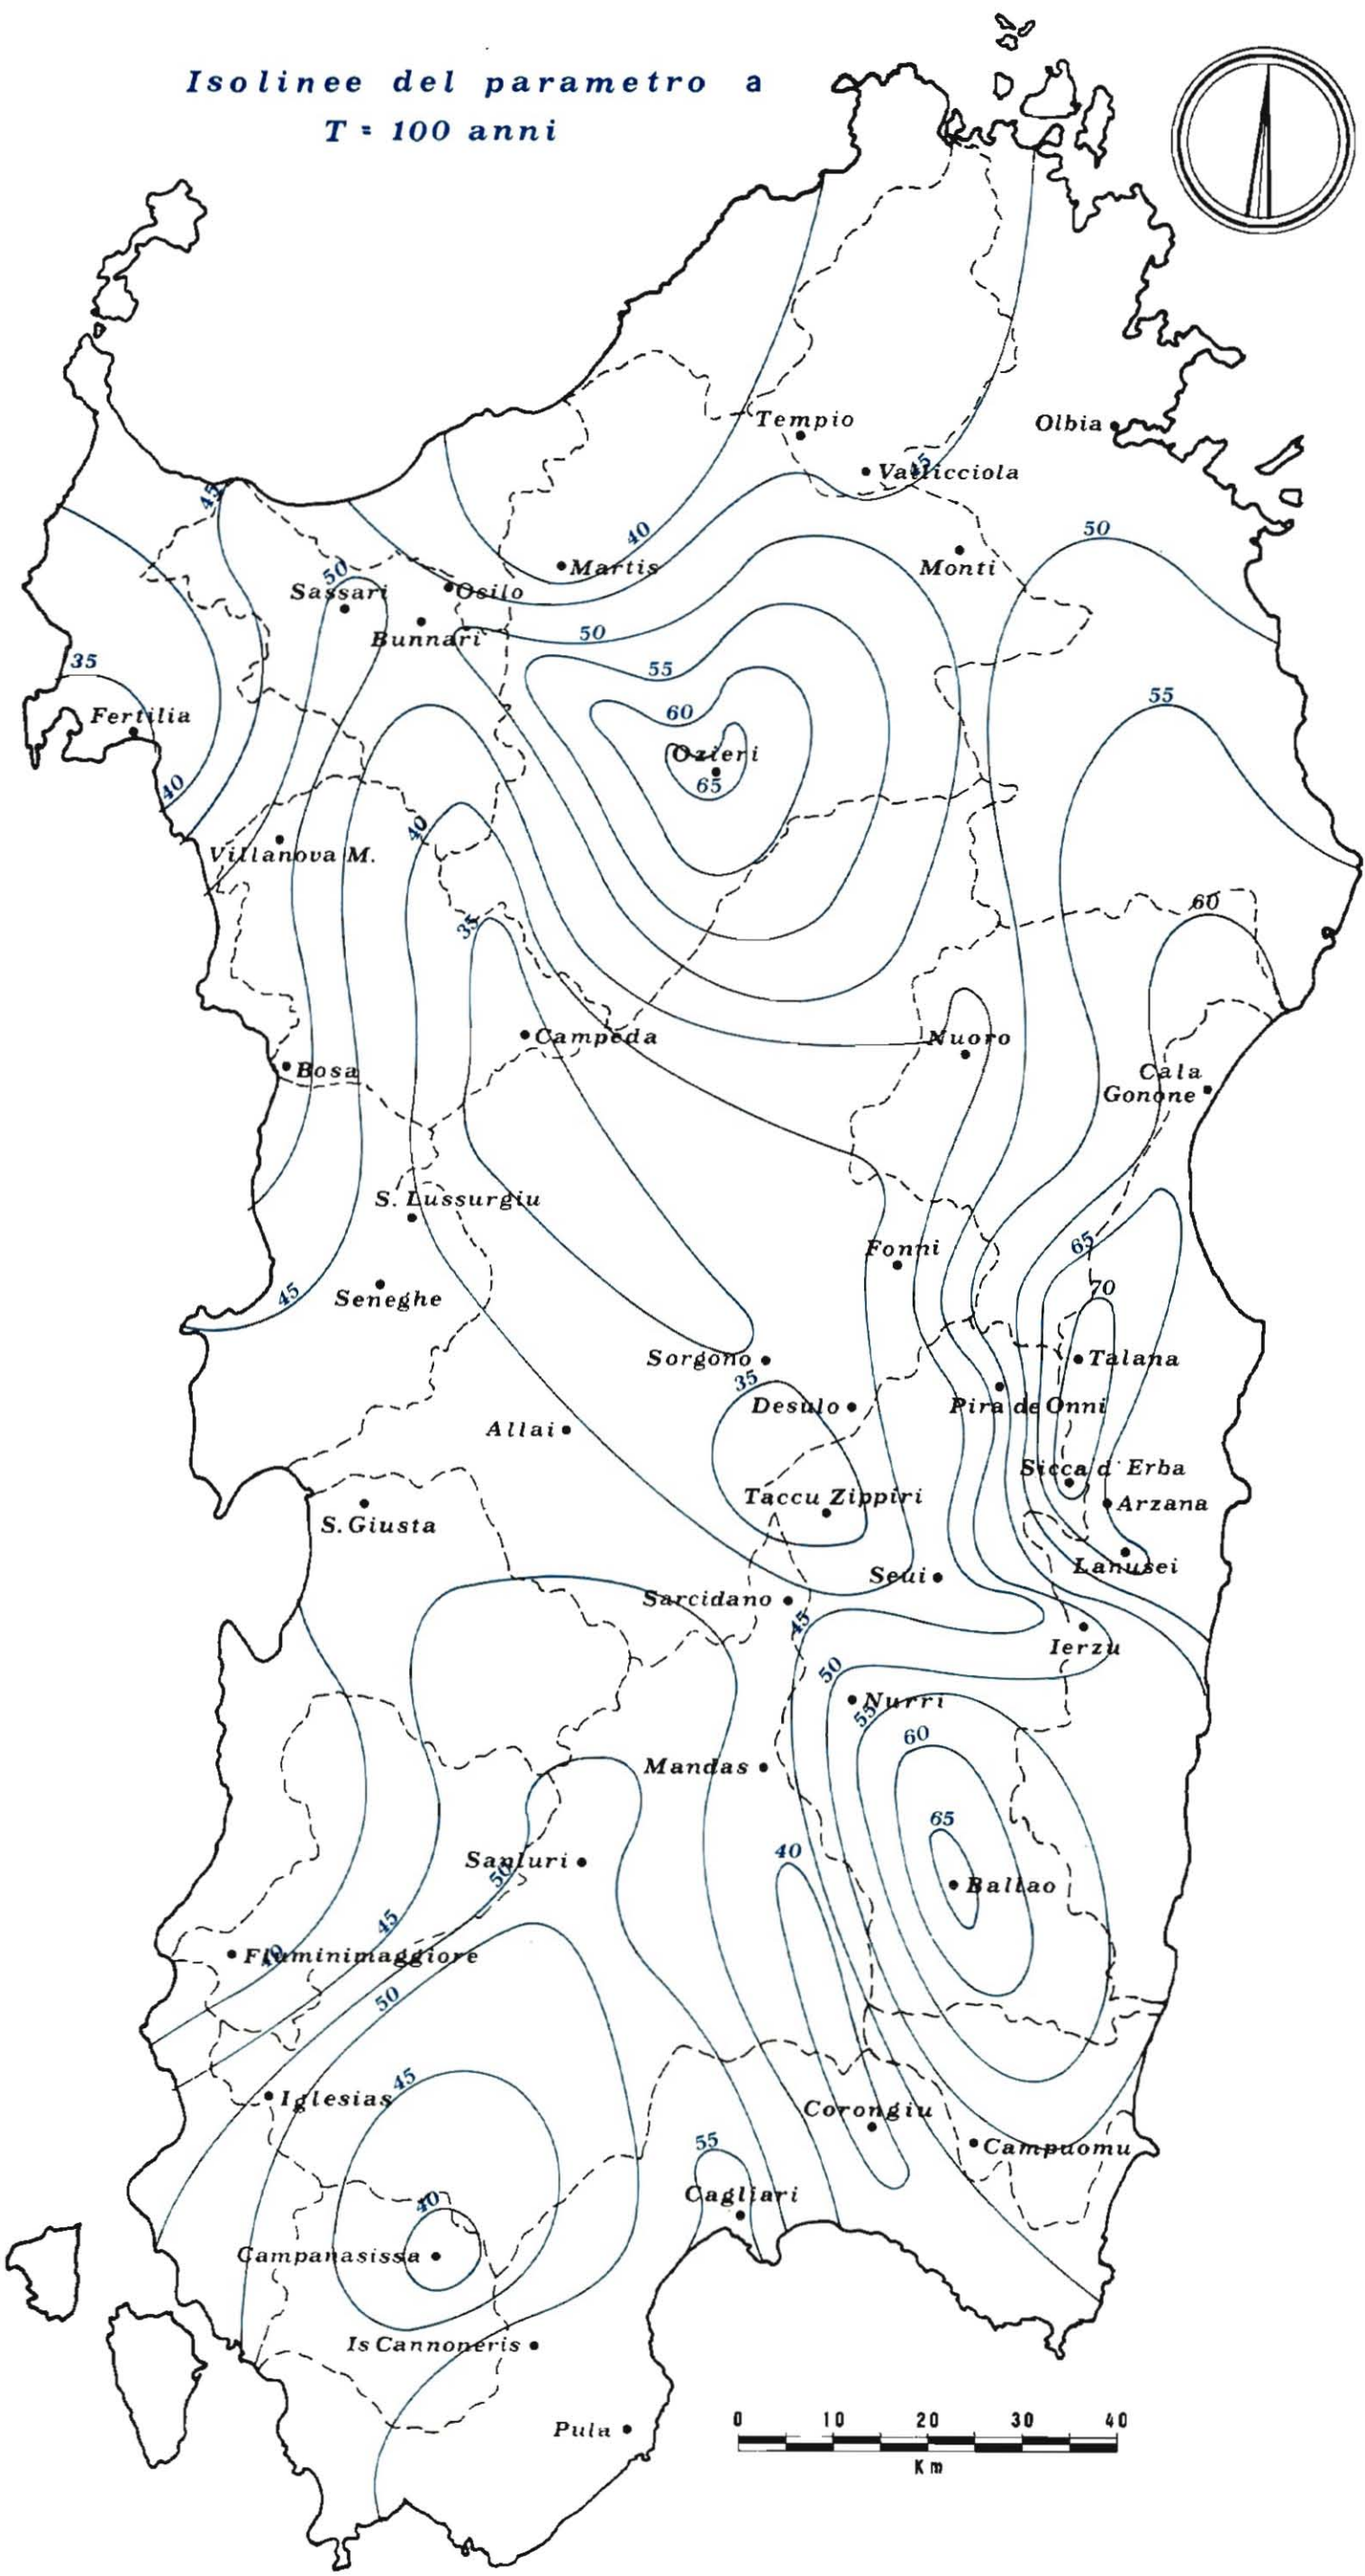 Isolinee del parametro a
T = 100 anni
Tempio
Olbia
45
Vallicciola
45
40
50
Martis
Monti
50
Sassari
Osilo
Bunnari
50
35
55
55
Fertilia
60
Ozieri
65
40
40
Villanova M.
60
35
Campeda
Nuoro
Bosa
Cala
Gonone
S. Lussurgiu
65
Fonni
70
45
Seneghe
Sorgono
Talana
35
Desulo
Pira de Onni
Allai
Sicca d' Erba
Taccu Zippiri
Arzana
S. Giusta
Lanusei
Seui
Sarcidano
45
Ierzu
50
Nurri
55
60
Mandas
65
40
Sanluri
50
Ballao
45
40
Fluminimaggiore
50
45
Iglesias
Corongiu
55
Campuomu
Cagliari
40
Campanasissa
Is Cannoneris
0 10 20 30 40
Pula
Km